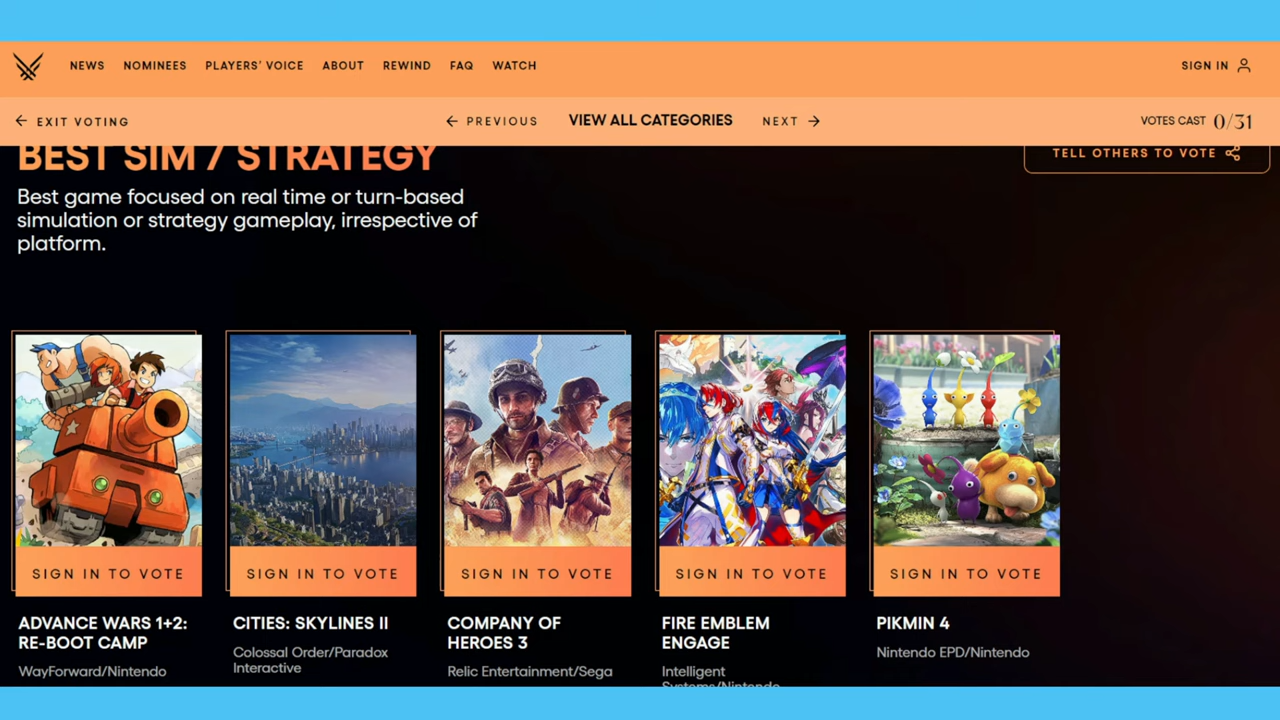 NEWS NOMINEES PLAYERS' VOICE ABOUT REWIND FAQ WATCH SIGN IN
EXIT VOTING PREVIOUS VIEW ALL CATEGORIES NEXT VOTES CAST 0/31
BEST SIM / STRATEGY
TELL OTHERS TO VOTE
Best game focused on real time or turn-based
simulation or strategy gameplay, irrespective of
platform.
SIGN IN TO VOTE SIGN IN TO VOTE SIGN IN TO VOTE SIGN IN TO VOTE SIGN IN TO VOTE
ADVANCE WARS 1+2:
RE-BOOT CAMP
WayForward/Nintendo
CITIES: SKYLINES II
Colossal Order/Paradox
Interactive
COMPANY OF
HEROES 3
Relic Entertainment/Sega
FIRE EMBLEM
ENGAGE
Intelligent
Systems/Nintendo
PIKMIN 4
Nintendo EPD/Nintendo